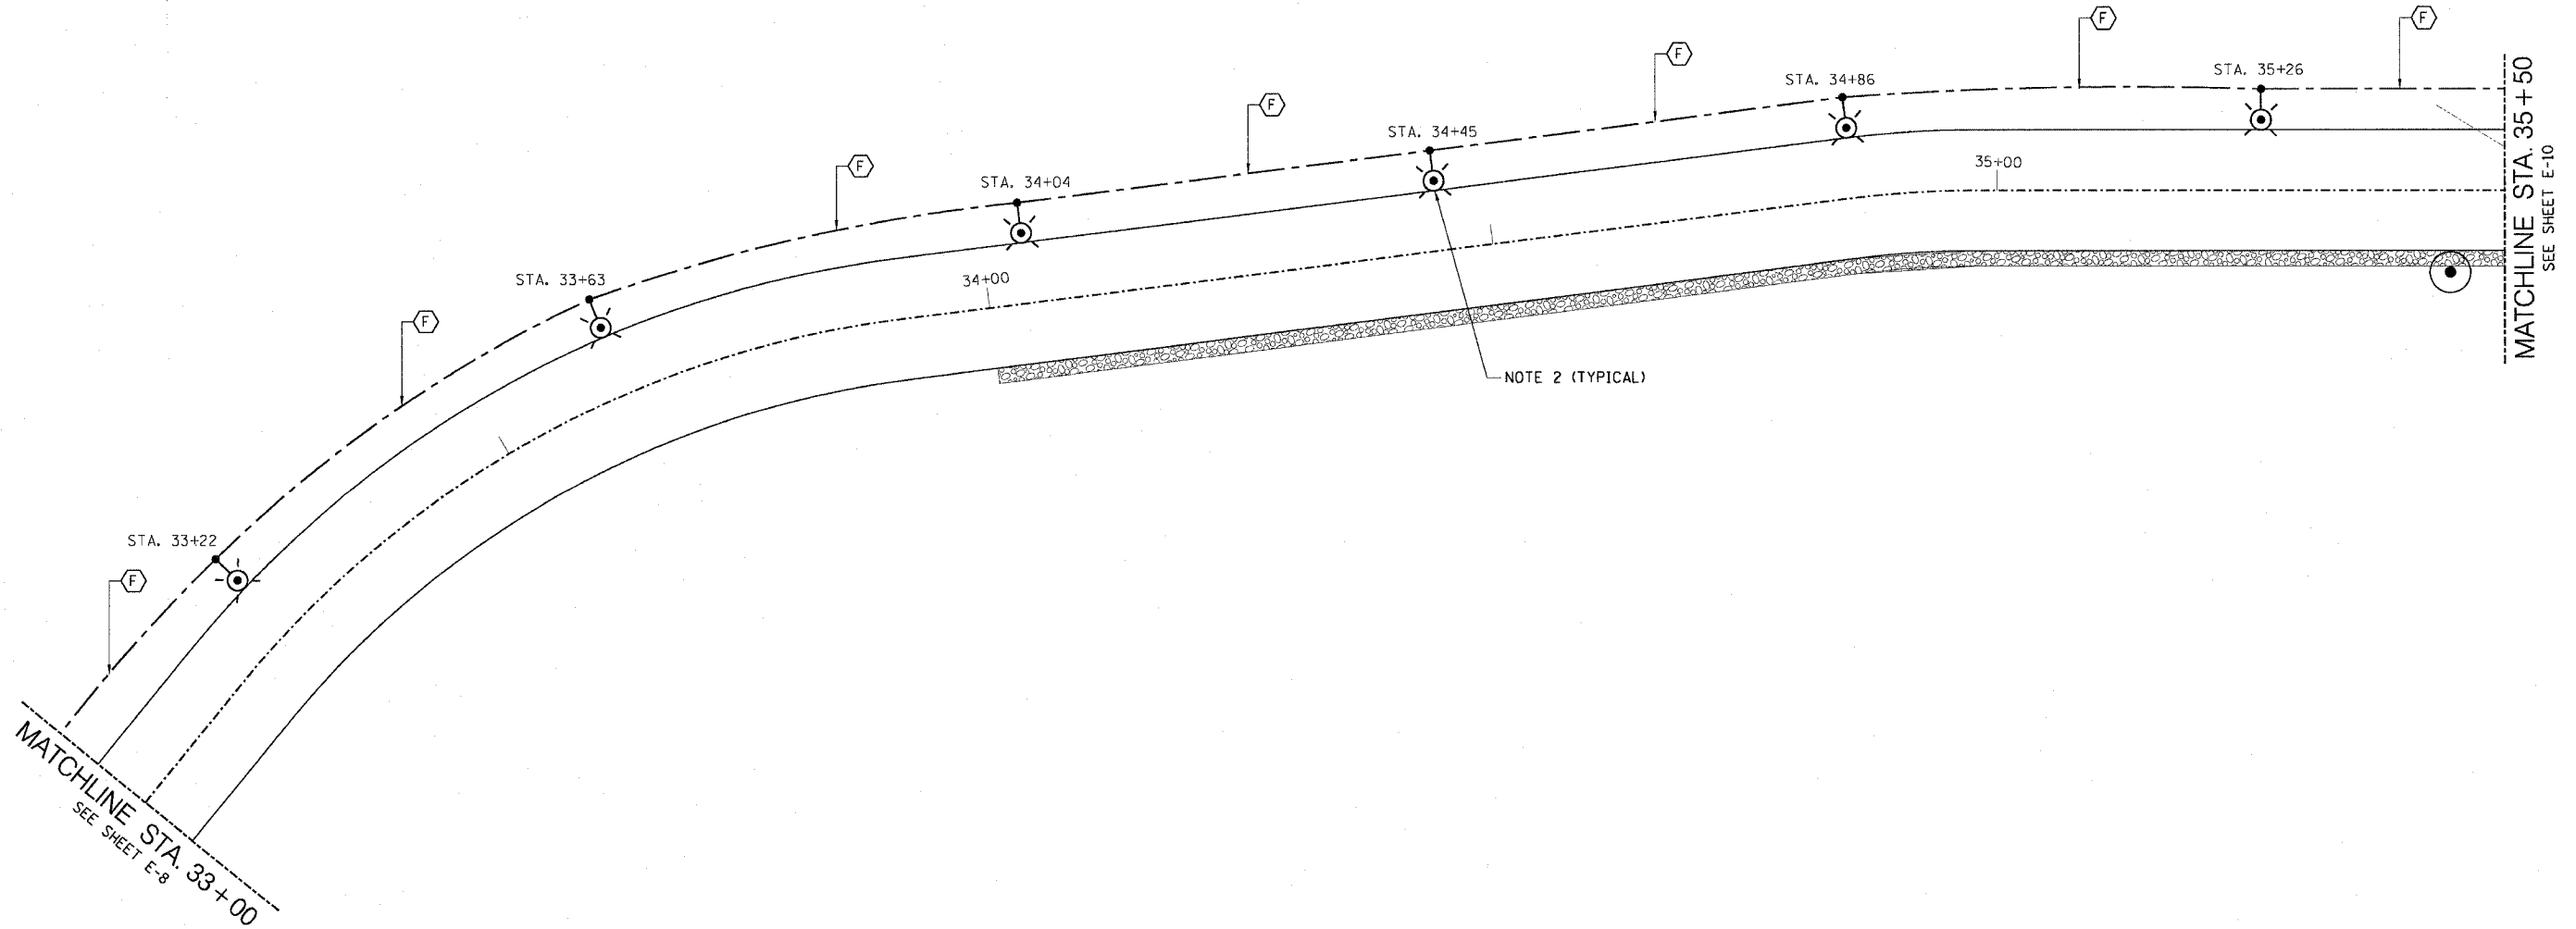 F
F
F
STA. 34+86
STA. 35+26
MATCHLINE STA. 35+50
SEE SHEET E-10
F
STA. 34+45
35+00
F
STA. 34+04
34+00
STA. 33+63
F
NOTE 2 (TYPICAL)
STA. 33+22
F
MATCHLINE STA. 33+00
SEE SHEET E-8